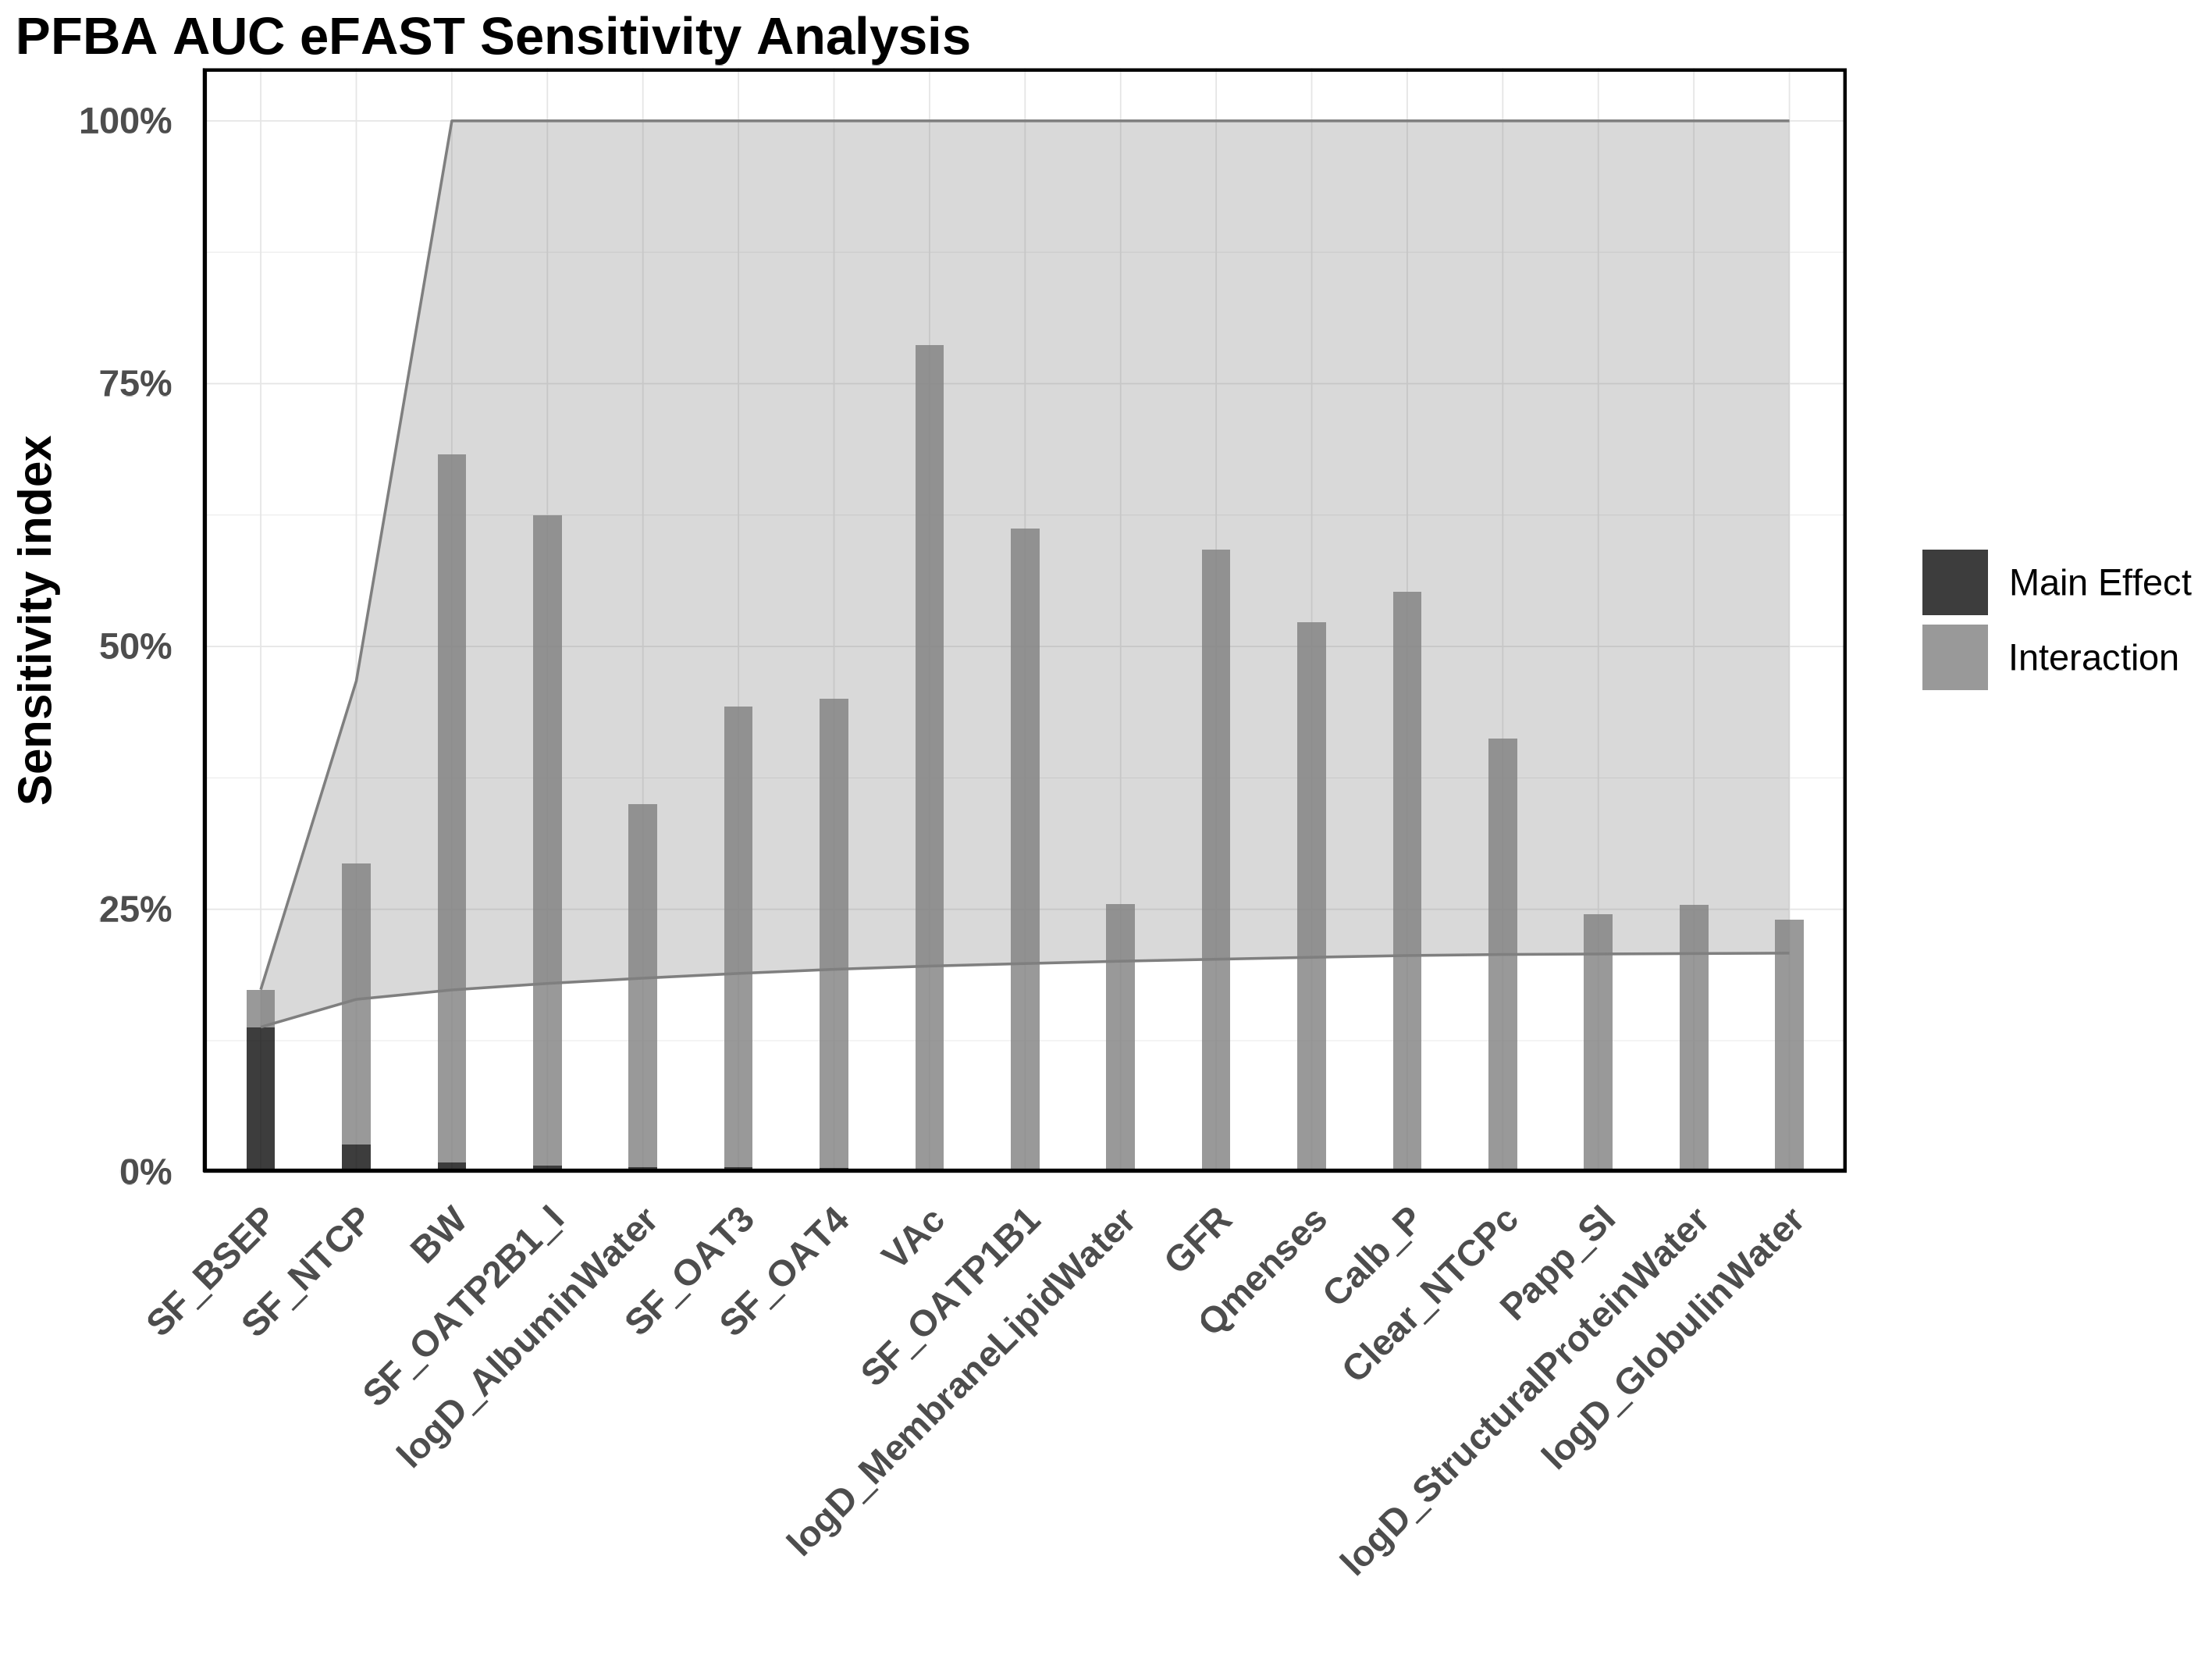 PFBA AUC eFAST Sensitivity Analysis
Sensitivity index
100%
75%
50%
25%
0%
SF_BSEP
SF_NTCP
BW
SF_OATP2B1_I
logD_AlbuminWater
SF_OAT3
SF_OAT4
VAc
SF_OATP1B1
logD_MembraneLipidWater
GFR
Qmenses
Calb_P
Clear_NTCPc
Papp_SI
logD_StructuralProteinWater
logD_GlobulinWater
Main Effect
Interaction